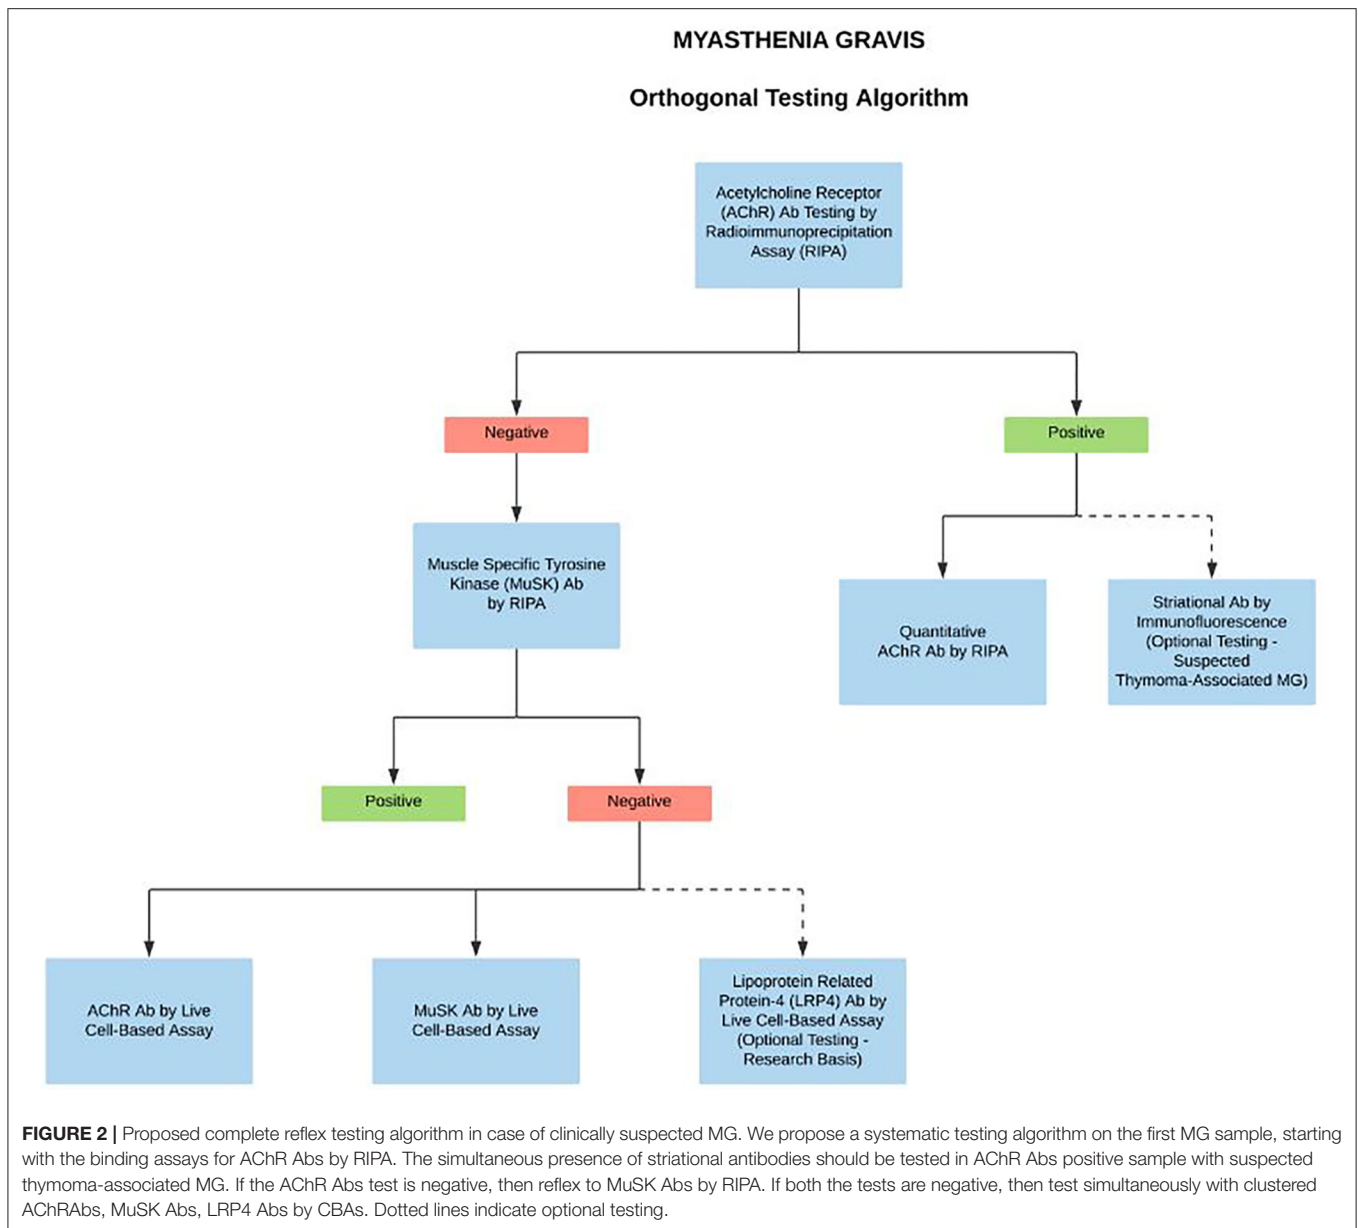 MYASTHENIA GRAVIS
Orthogonal Testing Algorithm
Acetylcholine Receptor
(AChR) Ab Testing by
Radioimmunoprecipitation
Assay (RIPA)
Negative
Positive
Muscle Specific Tyrosine
Kinase (MuSK) Ab
by RIPA
Quantitative
AChR Ab by RIPA
Striational Ab by
Immunofluorescence
(Optional Testing -
Suspected
Thymoma-Associated MG)
Positive
Negative
AChR Ab by Live
Cell-Based Assay
MuSK Ab by Live
Cell-Based Assay
Lipoprotein Related
Protein-4 (LRP4) Ab by
Live Cell-Based Assay
(Optional Testing -
Research Basis)
FIGURE 2 | Proposed complete reflex testing algorithm in case of clinically suspected MG. We propose a systematic testing algorithm on the first MG sample, starting
with the binding assays for AChR Abs by RIPA. The simultaneous presence of striational antibodies should be tested in AChR Abs positive sample with suspected
thymoma-associated MG. If the AChR Abs test is negative, then reflex to MuSK Abs by RIPA. If both the tests are negative, then test simultaneously with clustered
AChRAbs, MuSK Abs, LRP4 Abs by CBAs. Dotted lines indicate optional testing.